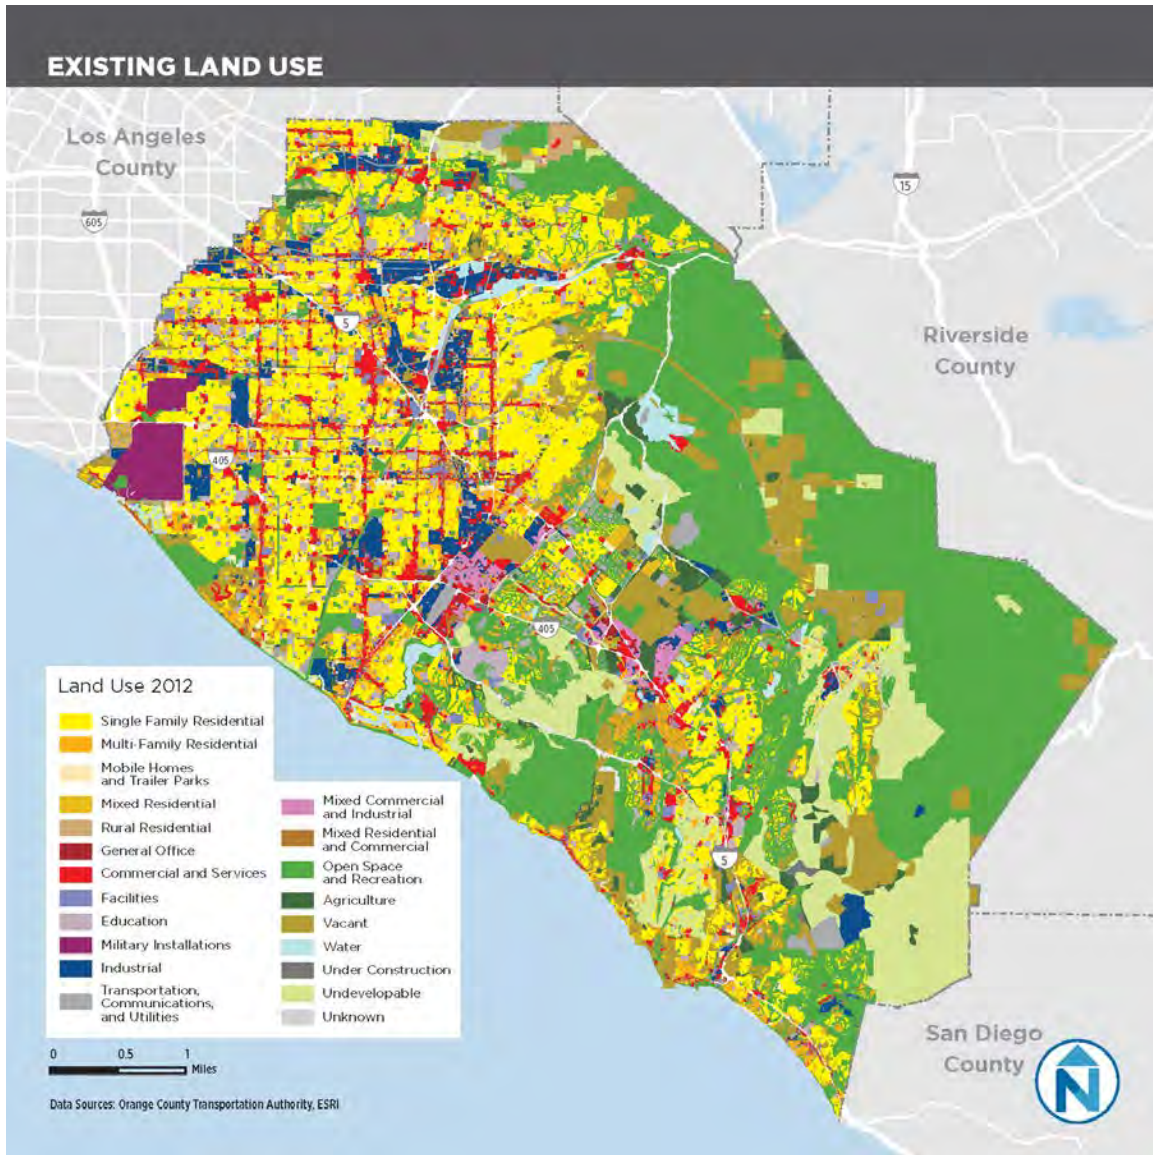 EXISTING LAND USE
Los Angeles
County
605
15
5
Riverside
County
405
405
5
San Diego
County
N
Land Use 2012
Single Family Residential
Multi-Family Residential
Mobile Homes
and Trailer Parks
Mixed Residential
Rural Residential
General Office
Commercial and Services
Facilities
Education
Military Installations
Industrial
Transportation,
Communications,
and Utilities
Mixed Commercial
and Industrial
Mixed Residential
and Commercial
Open Space
and Recreation
Agriculture
Vacant
Water
Under Construction
Undevelopable
Unknown
0 0.5 1
Miles
Data Sources: Orange County Transportation Authority, ESRI